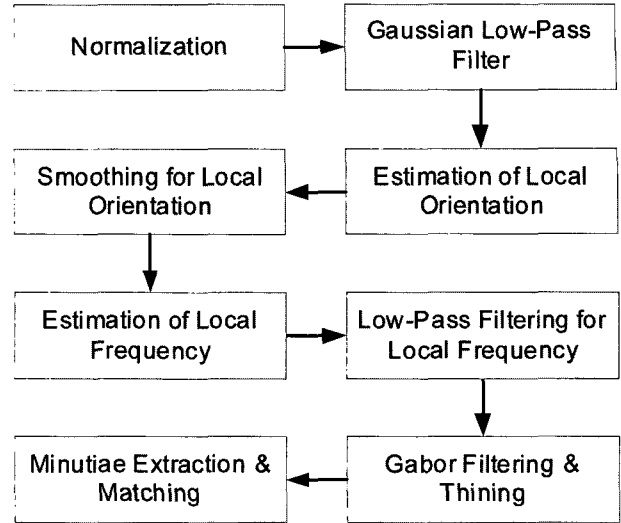 Normalization
Gaussian Low-Pass
Filter
Smoothing for Local
Orientation
Estimation of Local
Orientation
Estimation of Local
Frequency
Low-Pass Filtering for
Local Frequency
Minutiae Extraction &
Matching
Gabor Filtering &
Thining